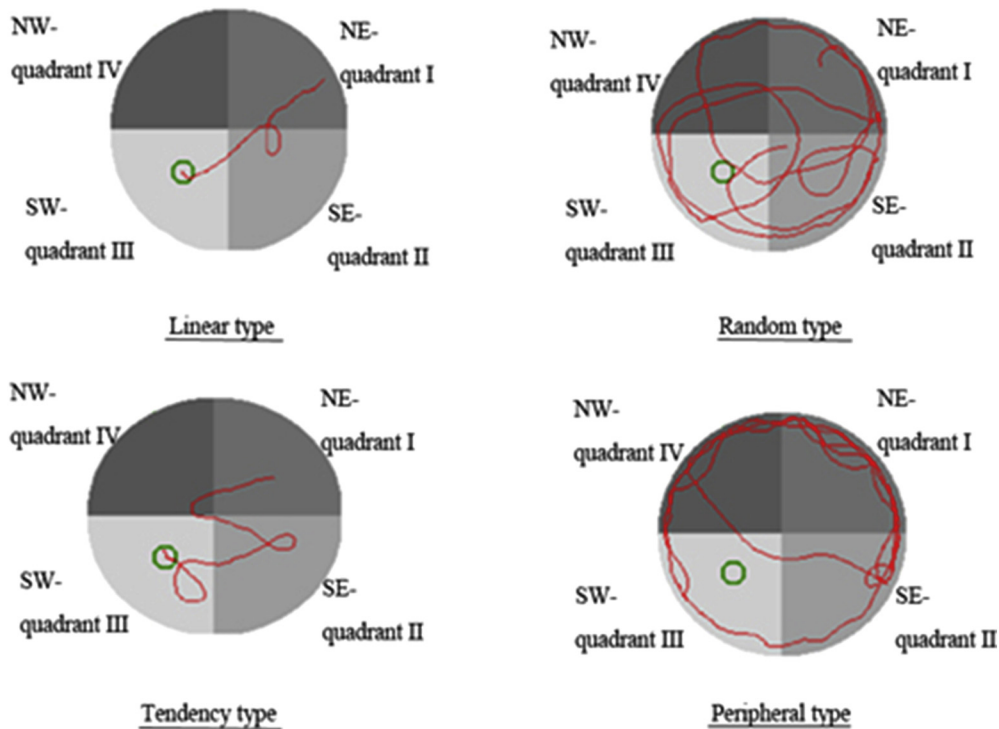 NW-
quadrant IV
NE-
quadrant I
SW-
quadrant III
SE-
quadrant II
Linear type
NW-
quadrant IV
NE-
quadrant I
SW-
quadrant III
SE-
quadrant II
Random type
NW-
quadrant IV
NE-
quadrant I
SW-
quadrant III
SE-
quadrant II
Tendency type
NW-
quadrant IV
NE-
quadrant I
SW-
quadrant III
SE-
quadrant II
Peripheral type